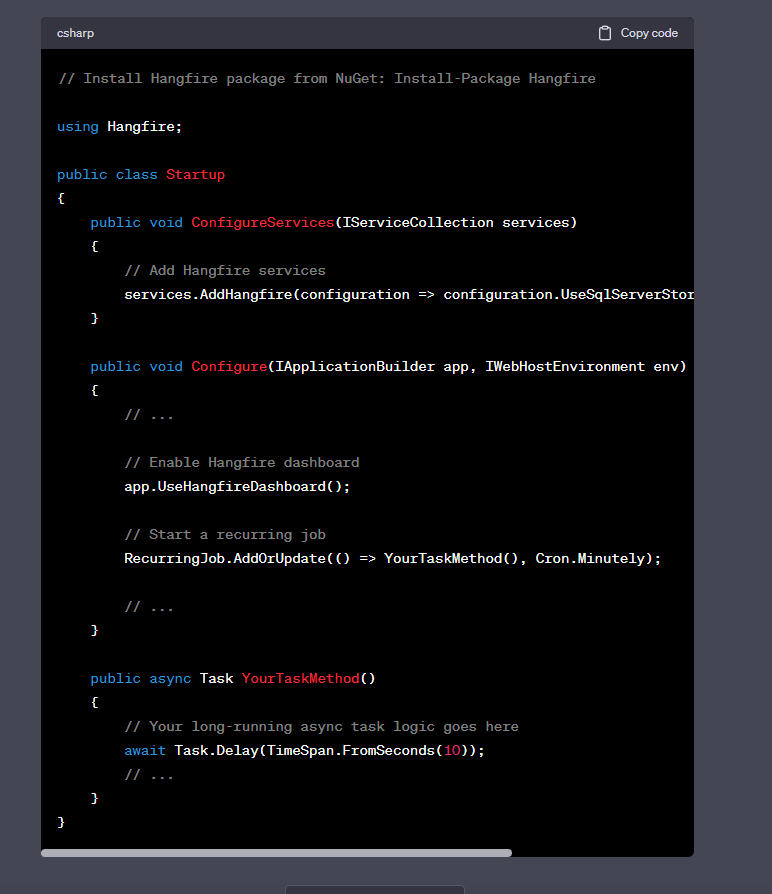 csharp
Copy code
// Install Hangfire package from NuGet: Install-Package Hangfire
using Hangfire;
public class Startup
{
public void ConfigureServices(IServiceCollection services)
{
// Add Hangfire services
services.AddHangfire(configuration => configuration.UseSqlServerStor
}
public void Configure(IApplicationBuilder app, IWebHostEnvironment env)
{
// ...
// Enable Hangfire dashboard
app.UseHangfireDashboard();
// Start a recurring job
RecurringJob.AddOrUpdate(() => YourTaskMethod(), Cron.Minutely);
// ...
}
public async Task YourTaskMethod()
{
// Your long-running async task logic goes here
await Task.Delay(TimeSpan.FromSeconds(10));
// ...
}
}